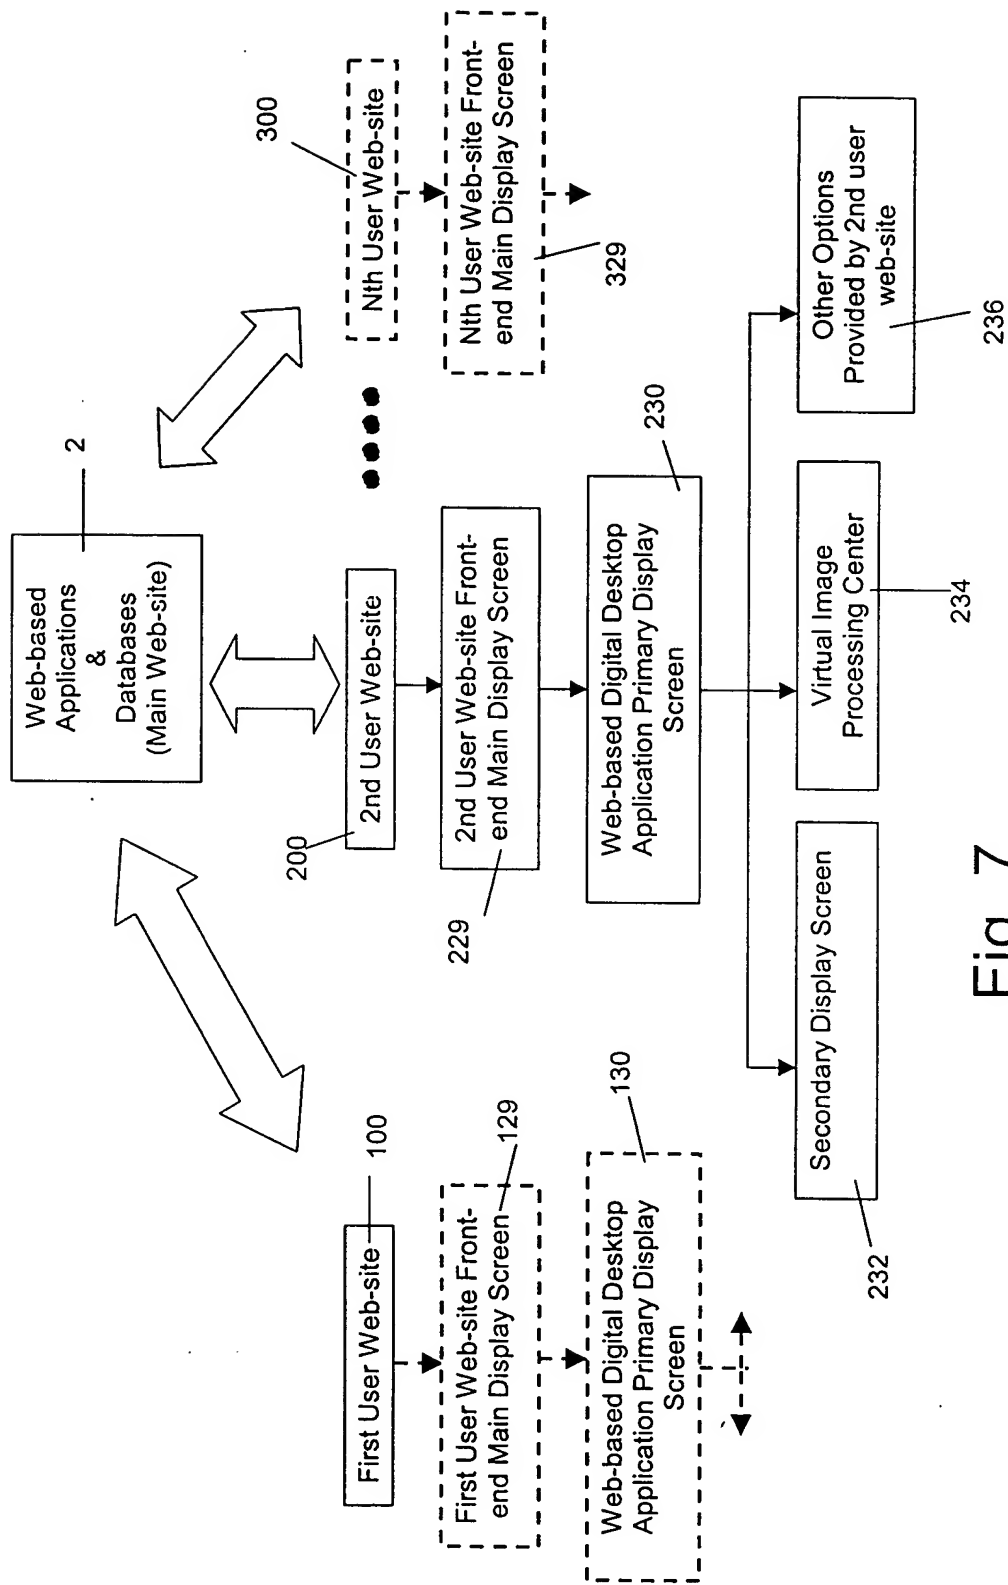 Web-based
Applications
&
Databases
(Main Web-site)
2
First User Web-site
100
First User Web-site Front-
end Main Display Screen
129
Web-based Digital Desktop
Application Primary Display
Screen
130
200
2nd User Web-site
2nd User Web-site Front-
end Main Display Screen
229
Web-based Digital Desktop
Application Primary Display
Screen
230
300
Nth User Web-site
Nth User Web-site Front-
end Main Display Screen
329
Secondary Display Screen
232
Virtual Image
Processing Center
234
Other Options
Provided by 2nd user
web-site
236
Fig. 7